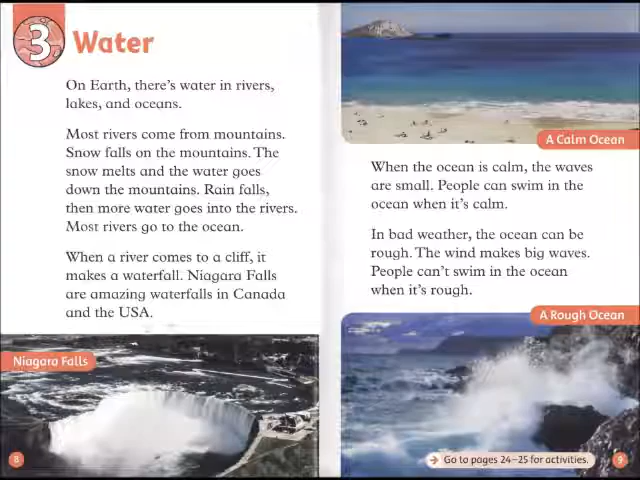 3 Water
On Earth, there's water in rivers,
lakes, and oceans.
Most rivers come from mountains.
Snow falls on the mountains. The
snow melts and the water goes
down the mountains. Rain falls,
then more water goes into the rivers.
Most rivers go to the ocean.
When a river comes to a cliff, it
makes a waterfall. Niagara Falls
are amazing waterfalls in Canada
and the USA.
Niagara Falls
8
A Calm Ocean
When the ocean is calm, the waves
are small. People can swim in the
ocean when it's calm.
In bad weather, the ocean can be
rough. The wind makes big waves.
People can't swim in the ocean
when it's rough.
A Rough Ocean
Go to pages 24–25 for activities.
9